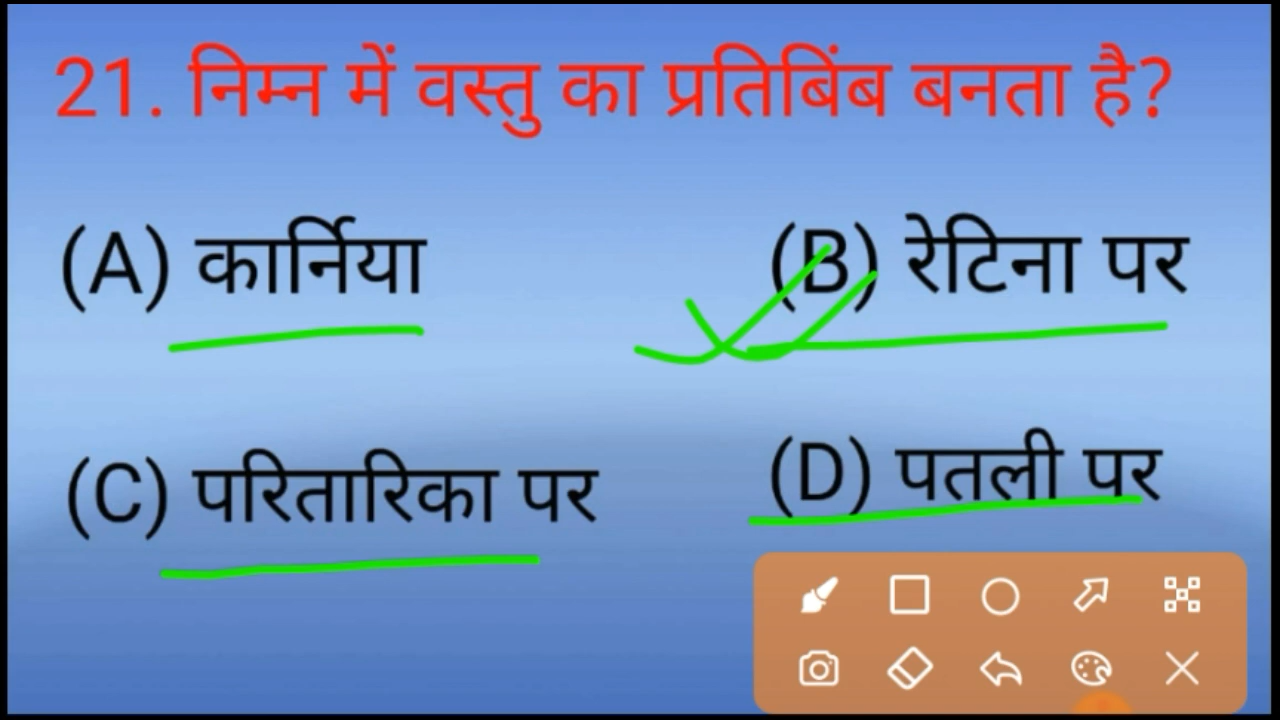 21. निम्न में वस्तु का प्रतिबिंब बनता है?
(A) कार्निया
(B) रेटिना पर
(C) परितारिका पर
(D) पतली पर